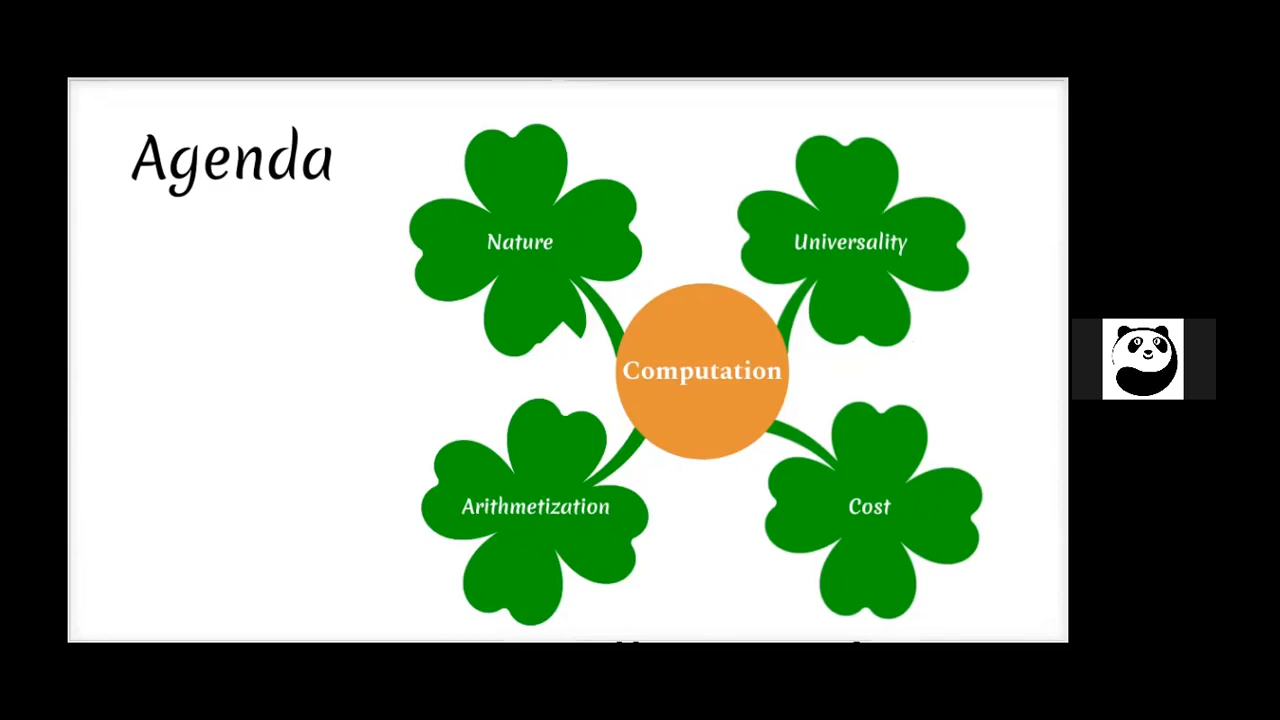 Agenda
Nature
Universality
Computation
Arithmetization
Cost